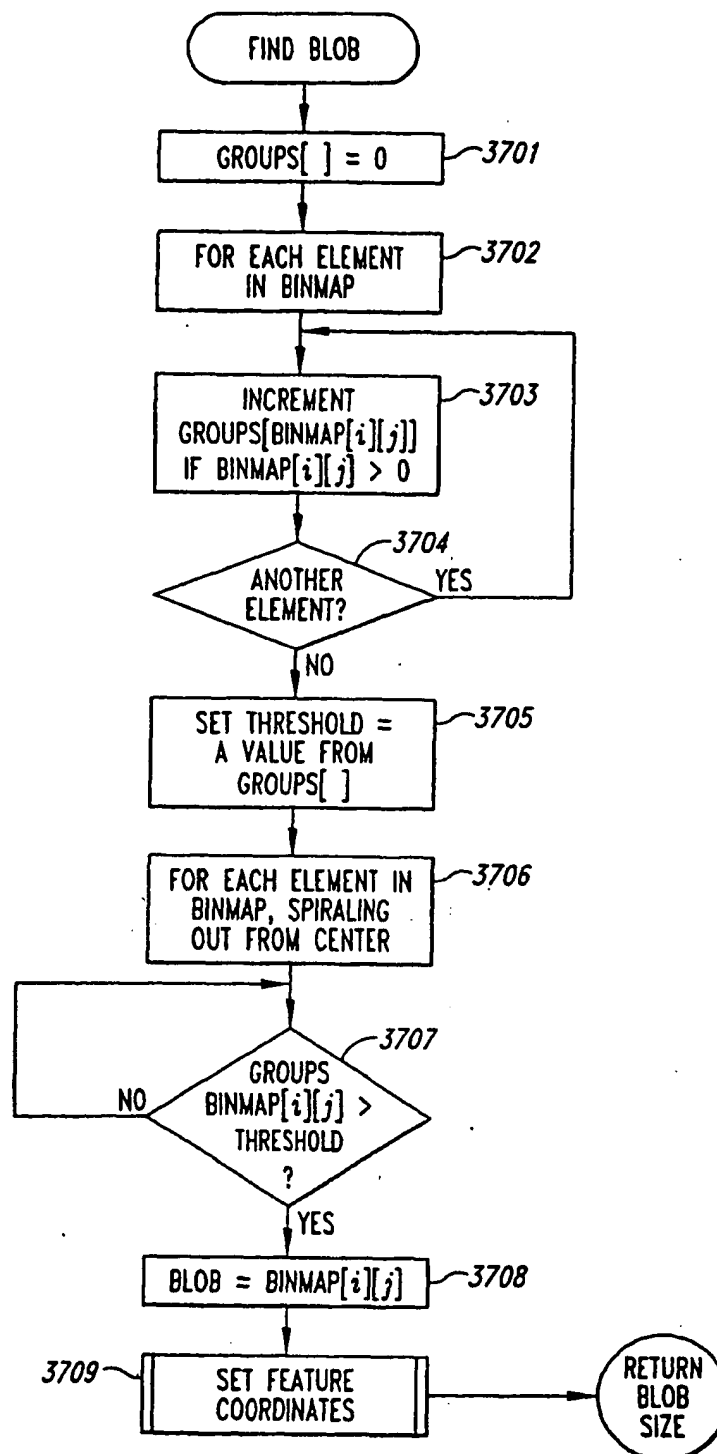 FIND BLOB
GROUPS[ ] = 0
3701
FOR EACH ELEMENT
IN BINMAP
3702
INCREMENT
GROUPS[BINMAP[i][j]]
IF BINMAP[i][j] > 0
3703
3704
ANOTHER
ELEMENT?
YES
NO
SET THRESHOLD =
A VALUE FROM
GROUPS[ ]
3705
FOR EACH ELEMENT IN
BINMAP, SPIRALING
OUT FROM CENTER
3706
3707
GROUPS
BINMAP[i][j] >
THRESHOLD
?
NO
YES
BLOB = BINMAP[i][j]
3708
3709
SET FEATURE
COORDINATES
RETURN
BLOB
SIZE